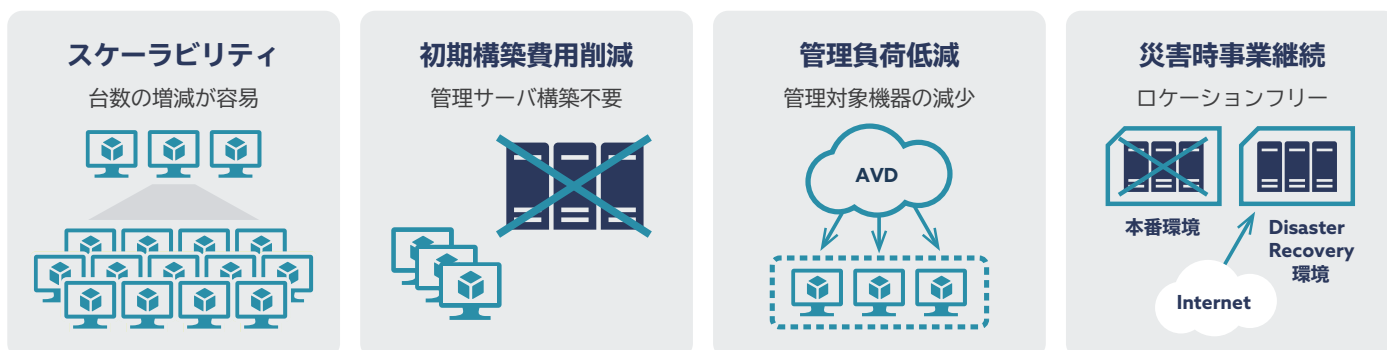 スケーラビリティ
台数の増減が容易
初期構築費用削減
管理サーバ構築不要
管理負荷低減
管理対象機器の減少
AVD
災害時事業継続
ロケーションフリー
本番環境
Disaster
Recovery
環境
Internet